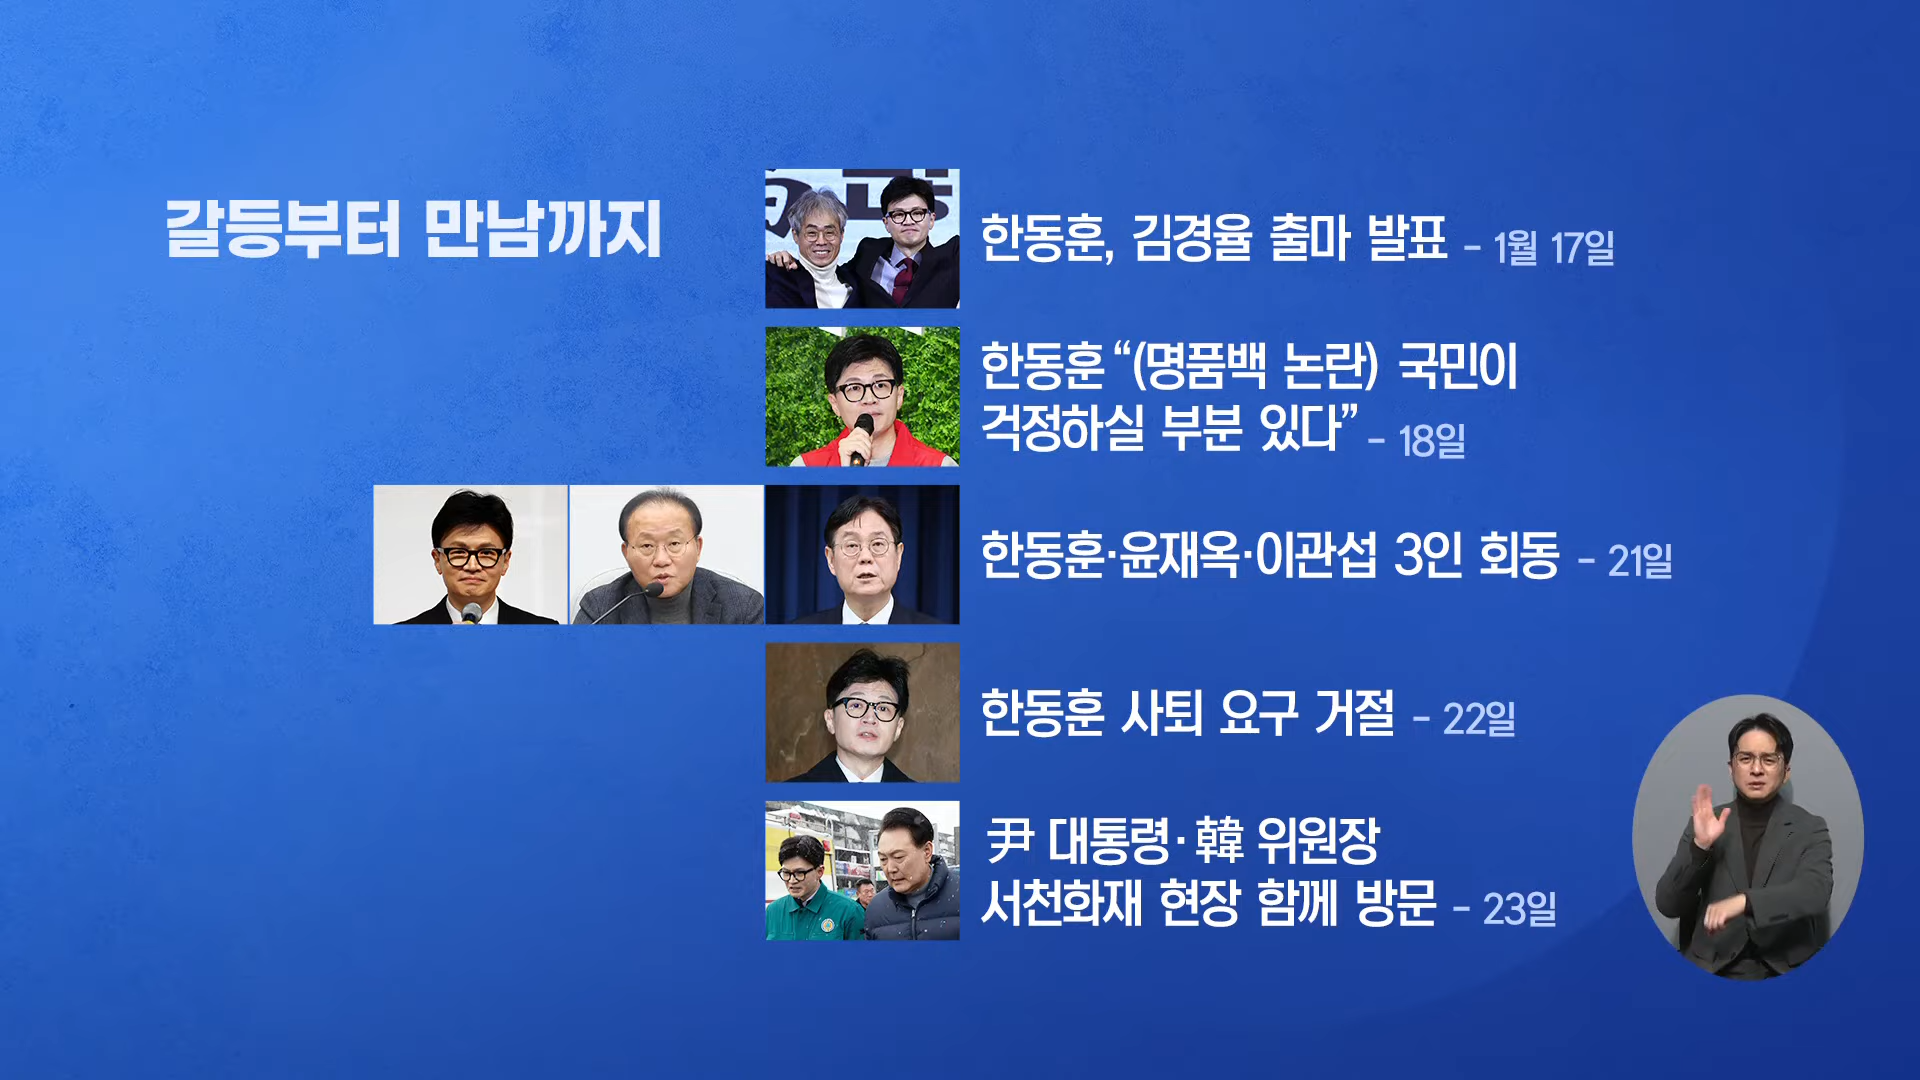 갈등부터 만남까지
한동훈, 김경율 출마 발표 - 1월 17일
한동훈 “(명품백 논란) 국민이
걱정하실 부분 있다” - 18일
한동훈·윤재옥·이관섭 3인 회동 - 21일
한동훈 사퇴 요구 거절 - 22일
尹 대통령·韓 위원장
서천화재 현장 함께 방문 - 23일